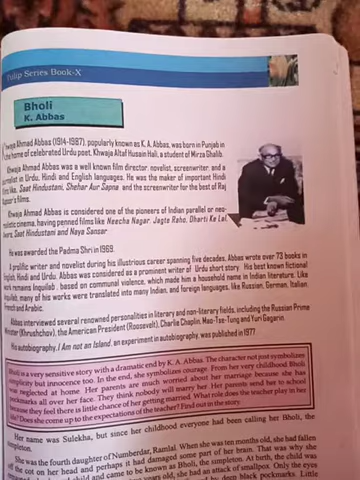 Tulip Series Book-X
Bholi
K. Abbas
Khwaja Ahmad Abbas (1914-1987), popularly known as K. A. Abbas, was born in Punjab in
the home of celebrated Urdu poet, Khwaja Altaf Husain Hali, a student of Mirza Ghalib.
Khwaja Ahmad Abbas was a well known film director, novelist, screenwriter, and a
journalist in Urdu, Hindi and English languages. He was the maker of important Hindi
films like, Saat Hindustani, Shehar Aur Sapna and the screenwriter for the best of Raj
Kapoor's films.
Khwaja Ahmad Abbas is considered one of the pioneers of Indian parallel or neo-
realistic cinema, having penned films like Neecha Nagar, Jagte Raho, Dharti Ke Lal,
Saat Hindustani and Naya Sansar
He was awarded the Padma Shri in 1969.
A prolific writer and novelist during his illustrious career spanning five decades, Abbas wrote over 73 books in
English, Hindi and Urdu. Abbas was considered as a prominent writer of Urdu short story. His best known fictional
work remains Inquilab, based on communal violence, which made him a household name in Indian literature. Like
Inquilab, many of his works were translated into many Indian, and foreign languages, like Russian, German, Italian,
French and Arabic.
Abbas interviewed several renowned personalities in literary and non-literary fields, including the Russian Prime
Minister (Khrushchov), the American President (Roosevelt), Charlie Chaplin, Mao-Tse-Tung and Yuri Gagarin.
His autobiography, I Am not an Island, an experiment in autobiography, was published in 1977
Bholi is a very sensitive story with a dramatic end by K. A. Abbas. The character not just symbolizes
simplicity but innocence too. In the end, she symbolizes courage. From her very childhood Bholi
was neglected at home. Her parents are much worried about her marriage because she has
pockmarks all over her face. They think nobody will marry her. Her parents send her to school
because they feel there is little chance of her getting married. What role does the teacher play in her
life? Does she come up to the expectations of the teacher? Find out in the story.
Her name was Sulekha, but since her childhood everyone had been calling her Bholi, the
simpleton.
She was the fourth daughter of Numberdar, Ramlal. When she was ten months old, she had fallen
off the cot on her head and perhaps it had damaged some part of her brain. That was why she
child and came to be known as Bholi, the simpleton. At birth, the child
years old, she had an attack of smallpox. Only the eyes
by deep black pockmarks. Little